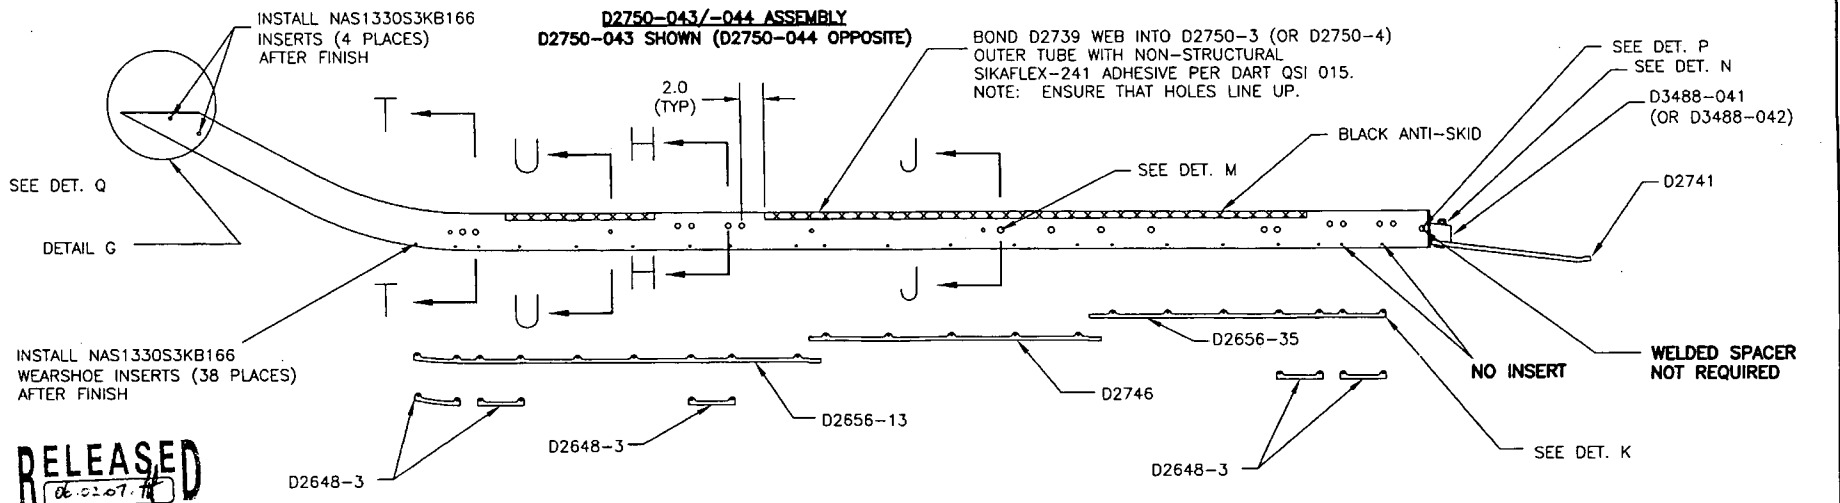 INSTALL NAS1330S3KB166
INSERTS (4 PLACES)
AFTER FINISH
D2750-043/-044 ASSEMBLY
D2750-043 SHOWN (D2750-044 OPPOSITE)
BOND D2739 WEB INTO D2750-3 (OR D2750-4)
OUTER TUBE WITH NON-STRUCTURAL
SIKAFLEX-241 ADHESIVE PER DART QSI 015.
NOTE: ENSURE THAT HOLES LINE UP.
SEE DET. P
SEE DET. N
D3488-041
(OR D3488-042)
2.0
(TYP)
T
U
H
J
BLACK ANTI-SKID
SEE DET. M
D2741
SEE DET. Q
DETAIL G
T
U
H
J
INSTALL NAS1330S3KB166
WEARSHOE INSERTS (38 PLACES)
AFTER FINISH
D2656-35
NO INSERT
WELDED SPACER
NOT REQUIRED
D2746
D2656-13
D2648-3
D2648-3
D2648-3
SEE DET. K
RELEASED
06.02.07